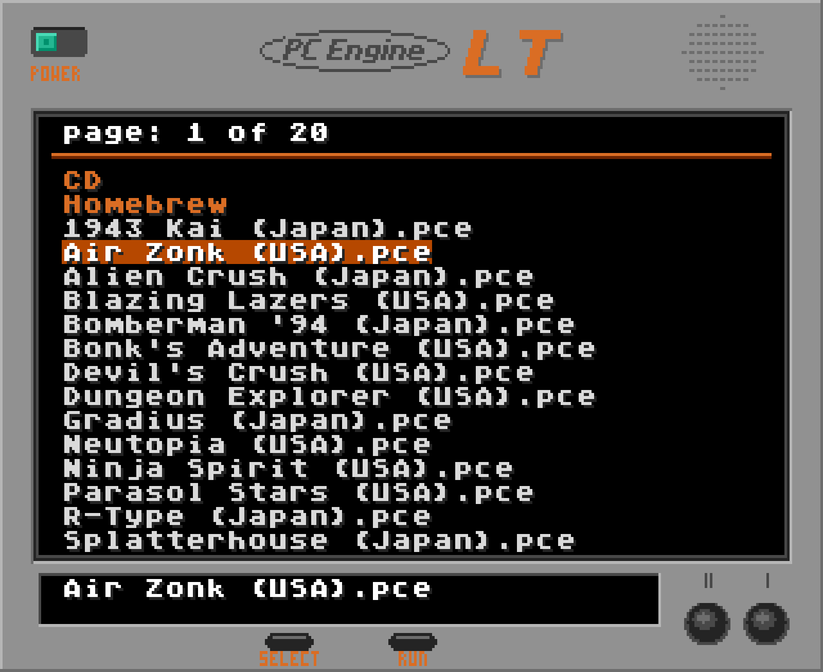 POWER
PC Engine LT
page: 1 of 20
CD
Homebrew
1943 Kai (Japan).pce
Air Zonk (USA).pce
Alien Crush (Japan).pce
Blazing Lazers (USA).pce
Bomberman '94 (Japan).pce
Bonk's Adventure (USA).pce
Devil's Crush (USA).pce
Dungeon Explorer (USA).pce
Gradius (Japan).pce
Neutopia (USA).pce
Ninja Spirit (USA).pce
Parasol Stars (USA).pce
R-Type (Japan).pce
Splatterhouse (Japan).pce
Air Zonk (USA).pce
II I
SELECT RUN